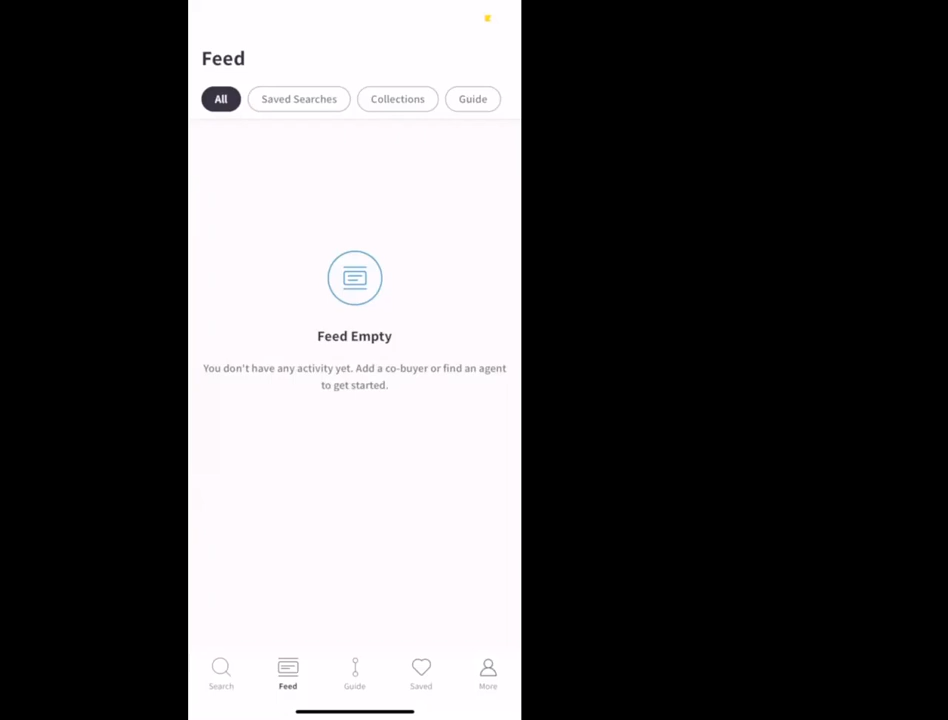 Feed
All Saved Searches Collections Guide
Feed Empty
You don't have any activity yet. Add a co-buyer or find an agent
to get started.
Search Feed Guide Saved More